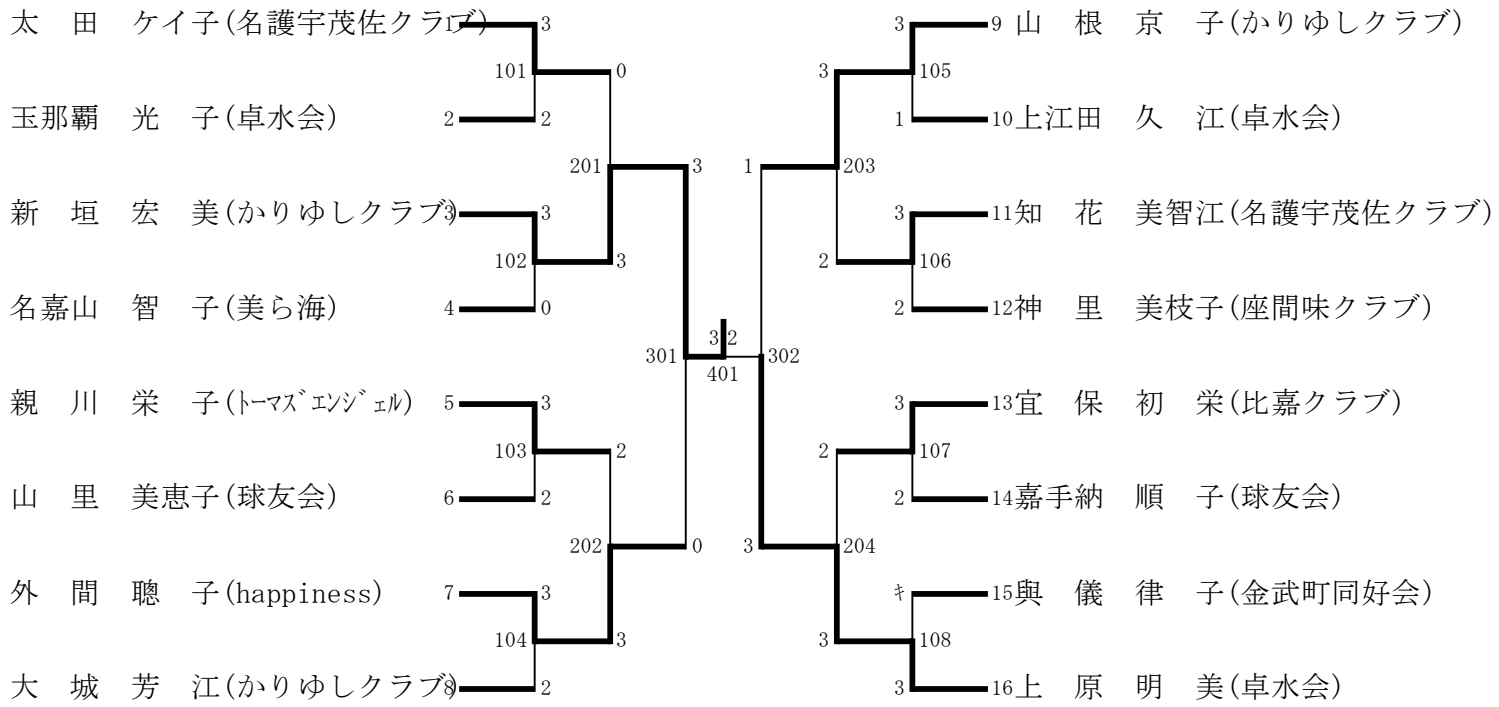 太　田　ケイ子(名護宇茂佐クラブ) 1 3 3 9 山　根　京　子(かりゆしクラブ)
101 0 3 105
玉那覇　光　子(卓水会) 2 2 1 10 上江田　久　江(卓水会)
201 3 1 203
新　垣　宏　美(かりゆしクラブ) 3 3 3 11 知　花　美智江(名護宇茂佐クラブ)
102 3 2 106
名嘉山　智　子(美ら海) 4 0 2 12 神　里　美枝子(座間味クラブ)
3 2
301 302
401
親　川　栄　子(ﾄｰﾏｽﾞｴﾝｼﾞｪﾙ) 5 3 3 13 宜　保　初　栄(比嘉クラブ)
103 2 2 107
山　里　美恵子(球友会) 6 2 2 14 嘉手納　順　子(球友会)
202 0 3 204
外　間　聰　子(happiness) 7 3 ｷ 15 與　儀　律　子(金武町同好会)
104 3 3 108
大　城　芳　江(かりゆしクラブ) 8 2 3 16 上　原　明　美(卓水会)